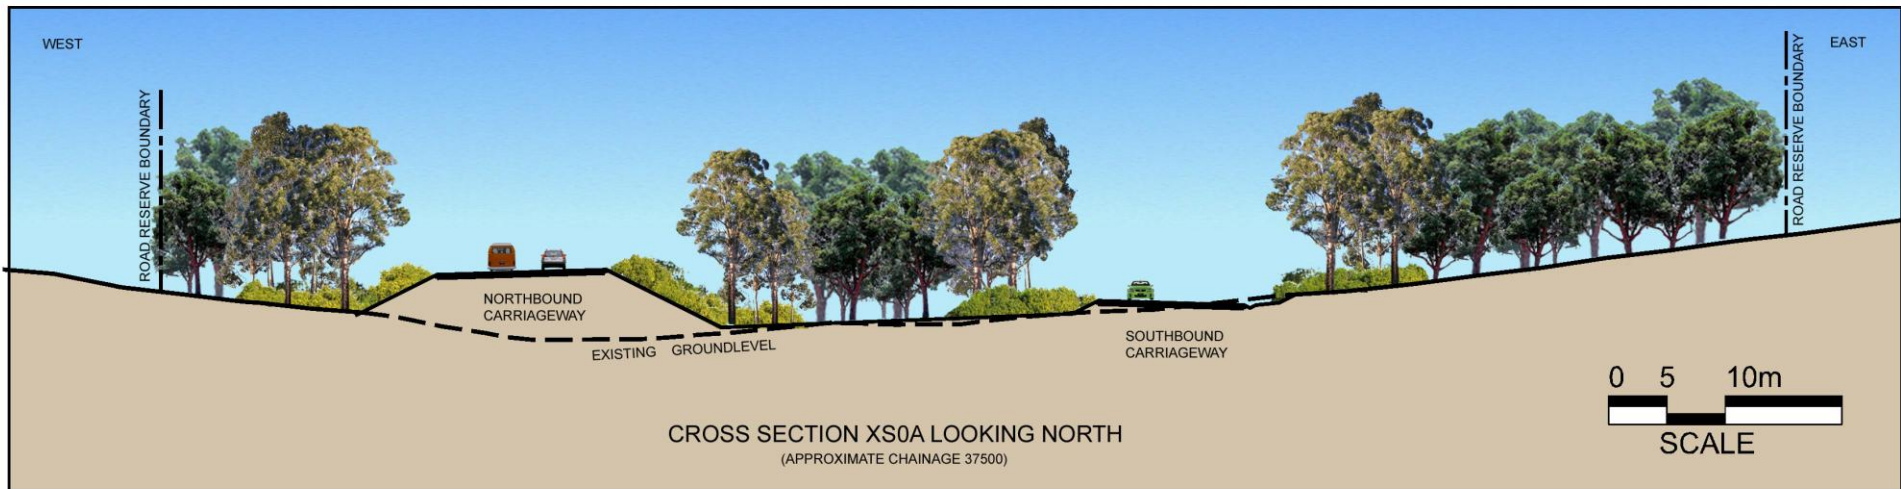 WEST
EAST
ROAD RESERVE BOUNDARY
ROAD RESERVE BOUNDARY
NORTHBOUND
CARRIAGEWAY
EXISTING GROUNDLEVEL
SOUTHBOUND
CARRIAGEWAY
0 5 10m
SCALE
CROSS SECTION XS0A LOOKING NORTH
(APPROXIMATE CHAINAGE 37500)